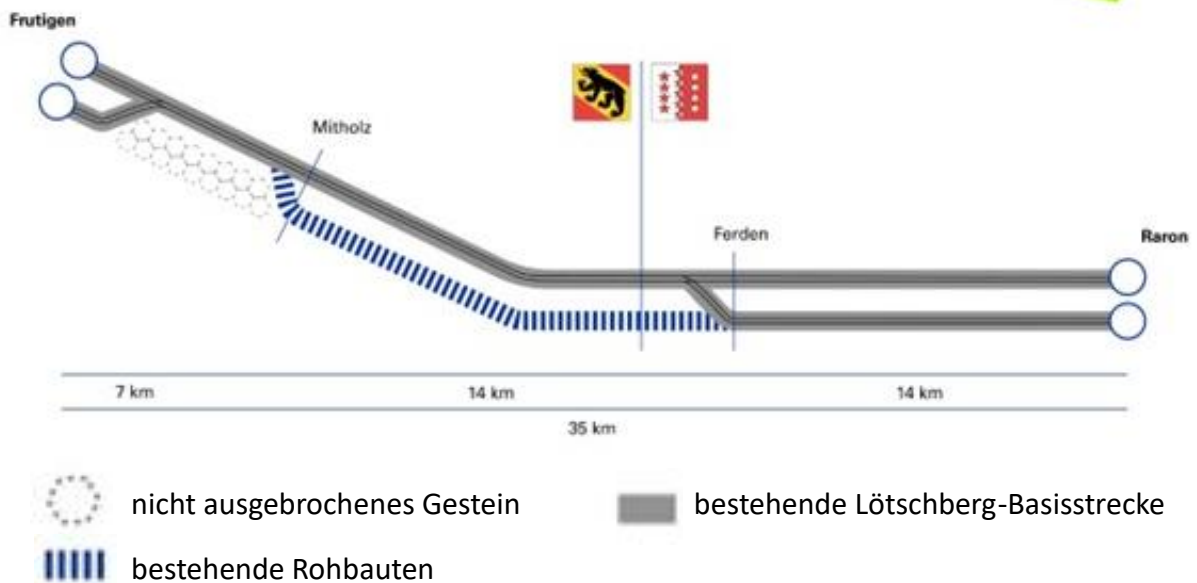 Frutigen
Mitholz
Ferden
Raron
7 km 14 km 14 km
35 km
nicht ausgebrochenes Gestein bestehende Lötschberg-Basisstrecke
bestehende Rohbauten